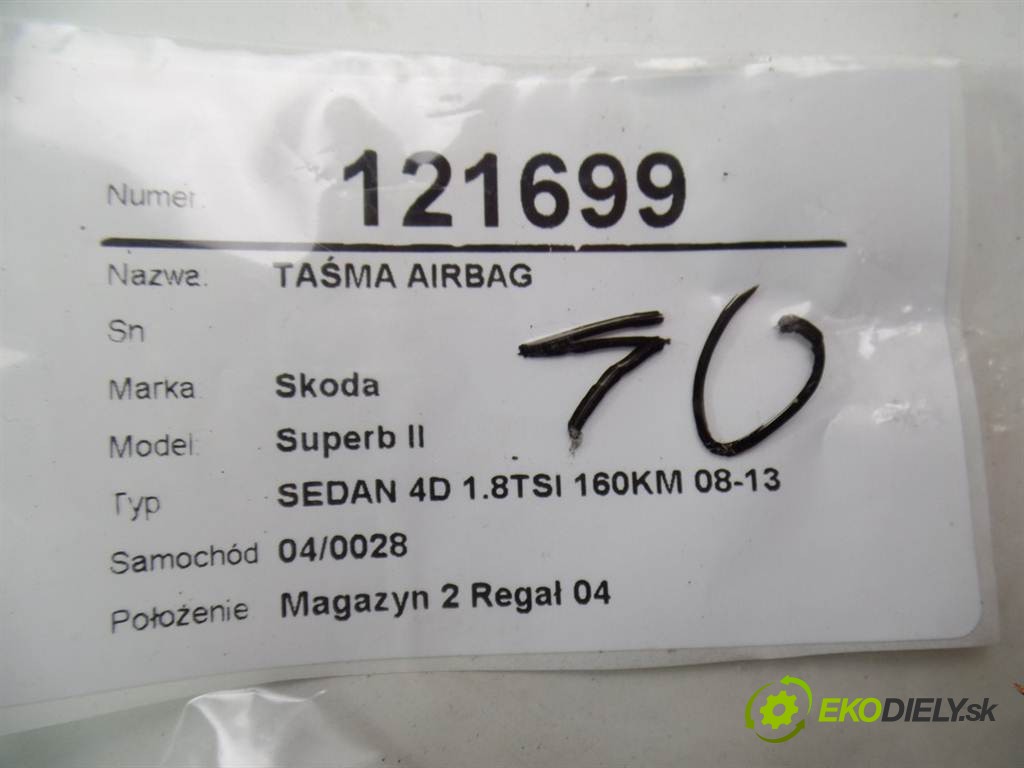 Numer. 121699
Nazwa. TAŚMA AIRBAG
Sn
Marka Skoda
Model: Superb II
Typ SEDAN 4D 1.8TSI 160KM 08-13
Samochód 04/0028
Położenie Magazyn 2 Regał 04
EKODIELY.sk